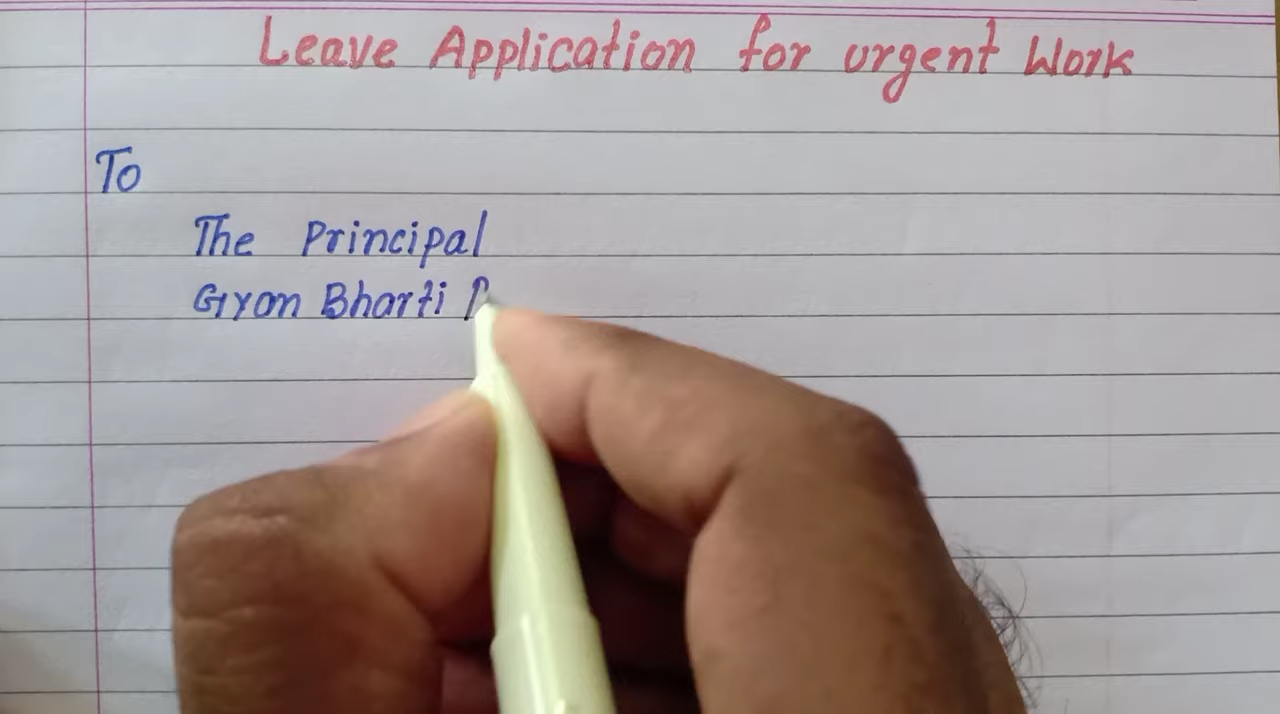 Leave Application for urgent Work
To
The Principal
Gyan Bharti